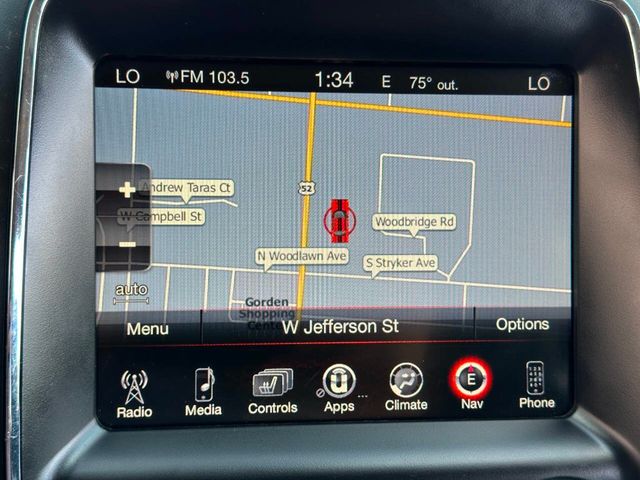 LO FM 103.5 1:34 E 75° out. LO
+
Andrew Taras Ct
52
W Campbell St
Woodbridge Rd
−
N Woodlawn Ave
S Stryker Ave
auto
Gorden
Shopping
Center
Menu W Jefferson St Options
E
Radio Media Controls Apps ... Climate Nav Phone